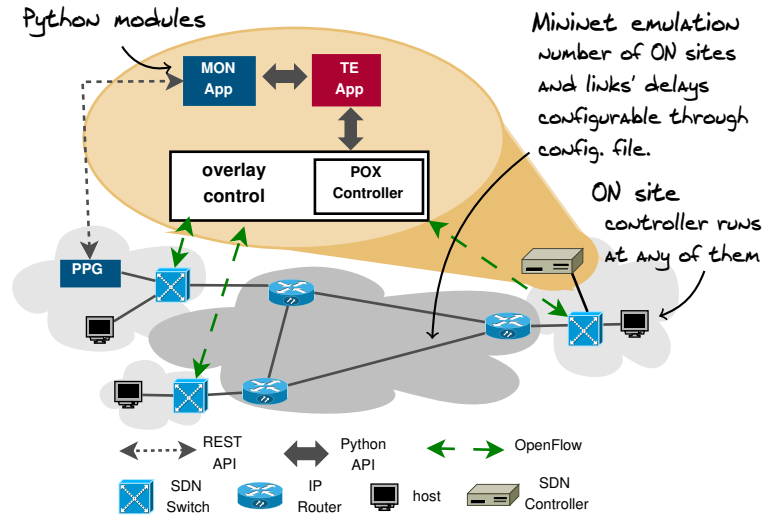 Python modules
Mininet emulation
number of ON sites
and links' delays
configurable through
config. file.
MON
App
TE
App
overlay
control
POX
Controller
ON site
controller runs
at any of them
PPG
REST
API
Python
API
OpenFlow
SDN
Switch
IP
Router
host
SDN
Controller